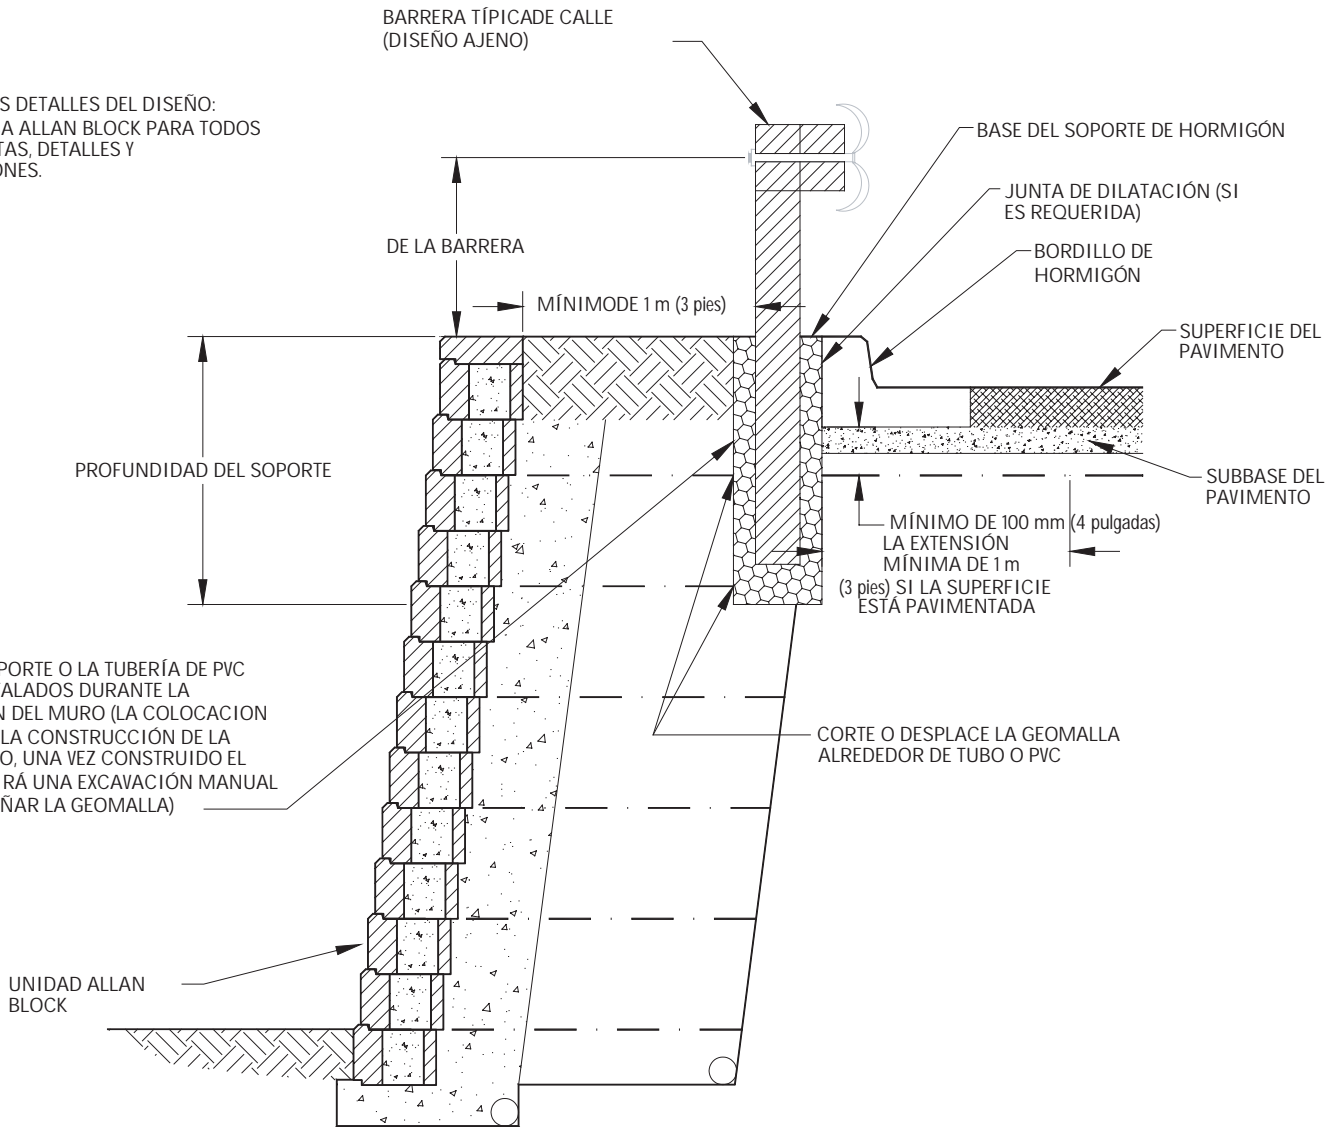 BARRERA TÍPICADE CALLE
(DISEÑO AJENO)
S DETALLES DEL DISEÑO:
A ALLAN BLOCK PARA TODOS
TAS, DETALLES Y
ONES.
BASE DEL SOPORTE DE HORMIGÓN
JUNTA DE DILATACIÓN (SI
ES REQUERIDA)
BORDILLO DE
HORMIGÓN
DE LA BARRERA
MÍNIMODE 1 m (3 pies)
SUPERFICIE DEL
PAVIMENTO
PROFUNDIDAD DEL SOPORTE
SUBBASE DEL
PAVIMENTO
MÍNIMO DE 100 mm (4 pulgadas)
LA EXTENSIÓN
MÍNIMA DE 1 m
(3 pies) SI LA SUPERFICIE
ESTÁ PAVIMENTADA
PORTE O LA TUBERÍA DE PVC
TALADOS DURANTE LA
N DEL MURO (LA COLOCACION
LA CONSTRUCCIÓN DE LA
O, UNA VEZ CONSTRUIDO EL
RÁ UNA EXCAVACIÓN MANUAL
ÑAR LA GEOMALLA)
CORTE O DESPLACE LA GEOMALLA
ALREDEDOR DE TUBO O PVC
UNIDAD ALLAN
BLOCK